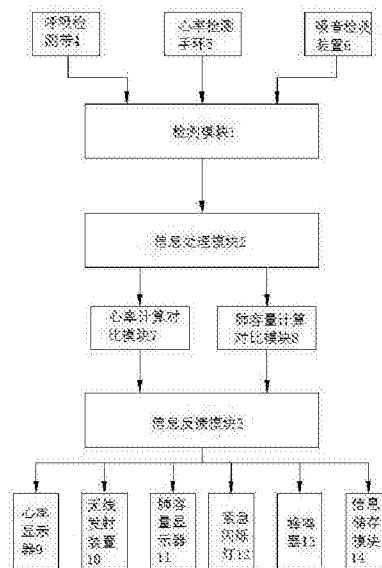 呼吸检
测带4
心率检测
手环5
噪音检测
装置6
检测模块1
信息处理模块2
心率计算对
比模块7
肺容量计算
对比模块8
信息反馈模块3
心率
显示
器9
无线
发射
装置
10
肺容
量显
示器
11
紧急
闪烁
灯12
蜂鸣
器13
信息
储存
模块
14